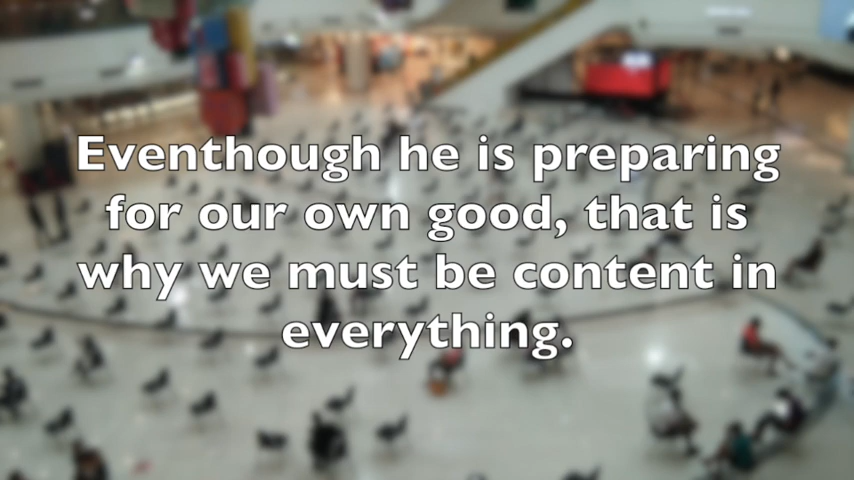 Eventhough he is preparing
for our own good, that is
why we must be content in
everything.